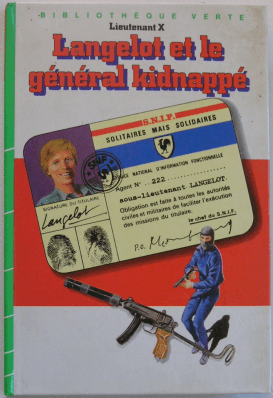 BIBLIOTHÈQUE VERTE
Lieutenant X
Langelot et le
général kidnappé
S.N.I.F.
SOLITAIRES MAIS SOLIDAIRES
SNIF
NATIONAL D'INFORMATION FONCTIONNELLE
Agent N° 222
sous-lieutenant LANGELOT.
Obligation est faite à toutes les autorités
civiles et militaires de faciliter l'exécution
des missions du titulaire.
le chef du S.N.I.F.
P.O.
SIGNATURE DU TITULAIRE
Langelot